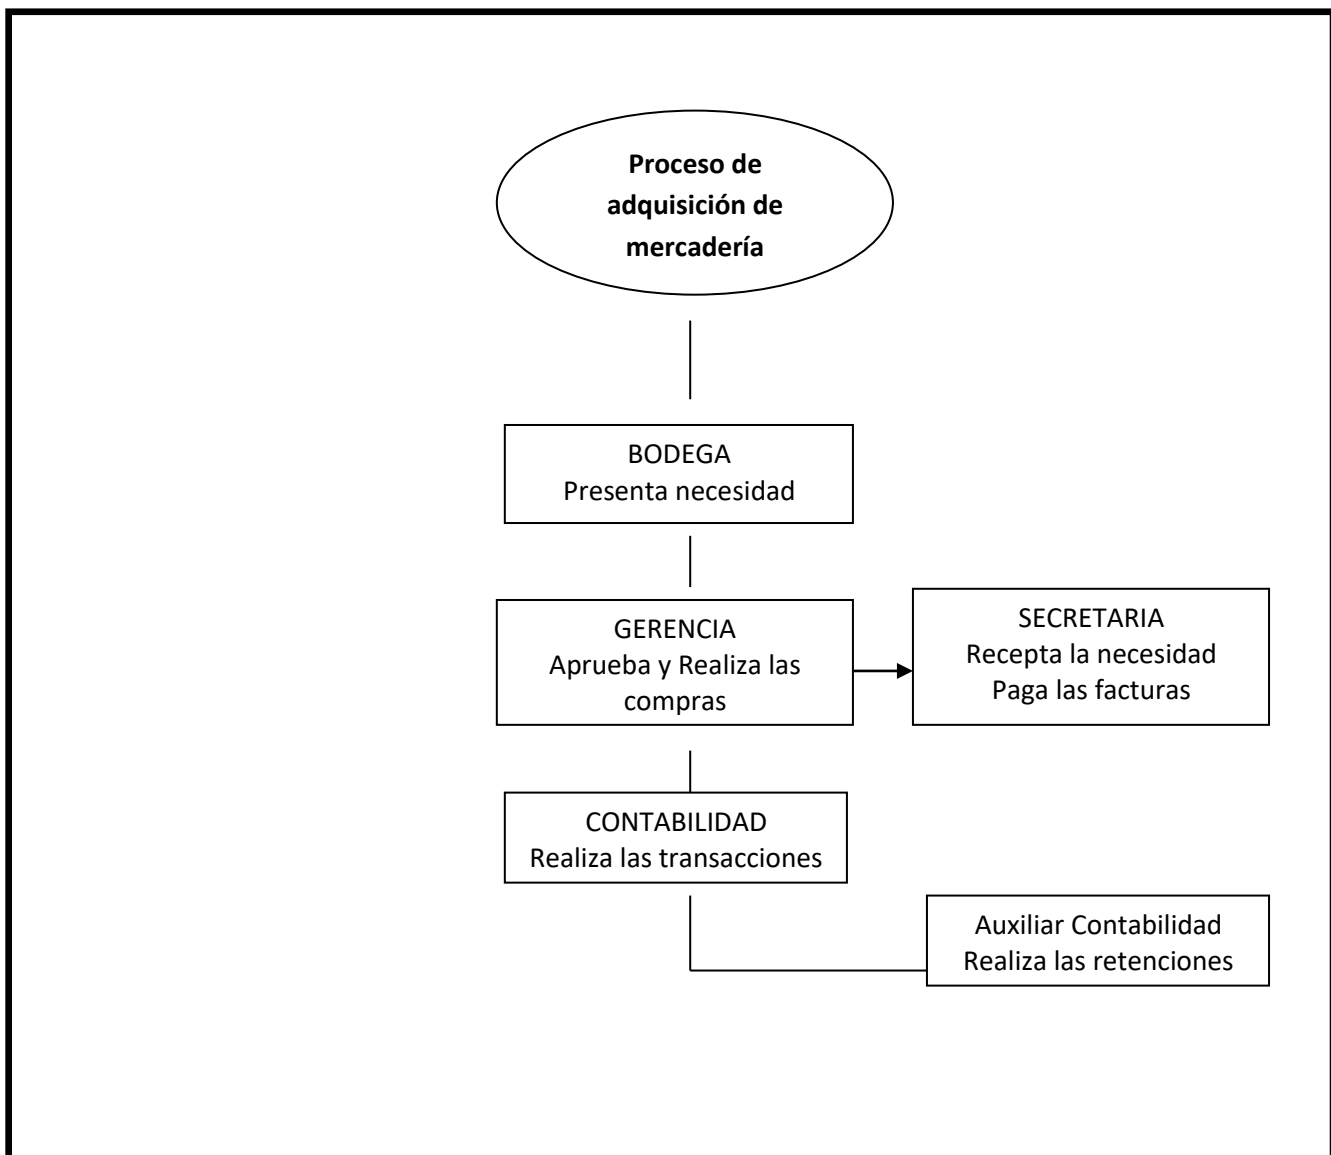 Proceso de
adquisición de
mercadería
BODEGA
Presenta necesidad
GERENCIA
Aprueba y Realiza las
compras
SECRETARIA
Recepta la necesidad
Paga las facturas
CONTABILIDAD
Realiza las transacciones
Auxiliar Contabilidad
Realiza las retenciones